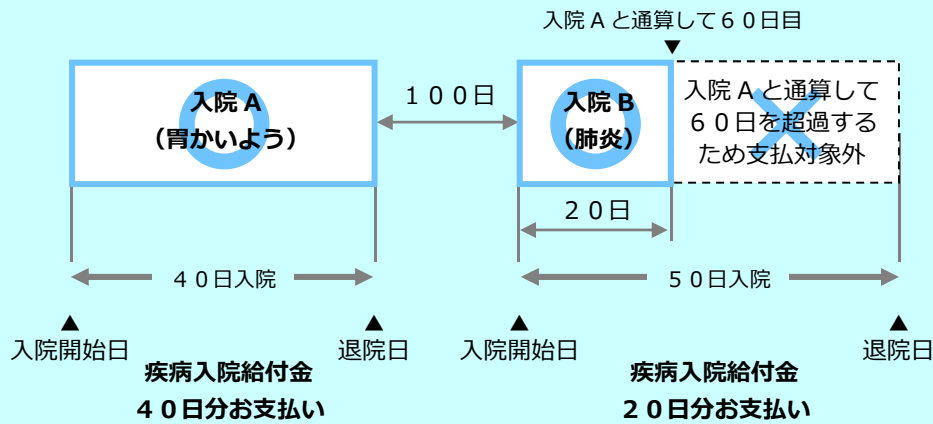 入院Aと通算して60日目
▼
入院A
(胃かいよう)
100日
入院B
(肺炎)
入院Aと通算して
60日を超過する
ため支払対象外
20日
40日入院
50日入院
▲
入院開始日
▲
退院日
▲
入院開始日
▲
退院日
疾病入院給付金
40日分お支払い
疾病入院給付金
20日分お支払い